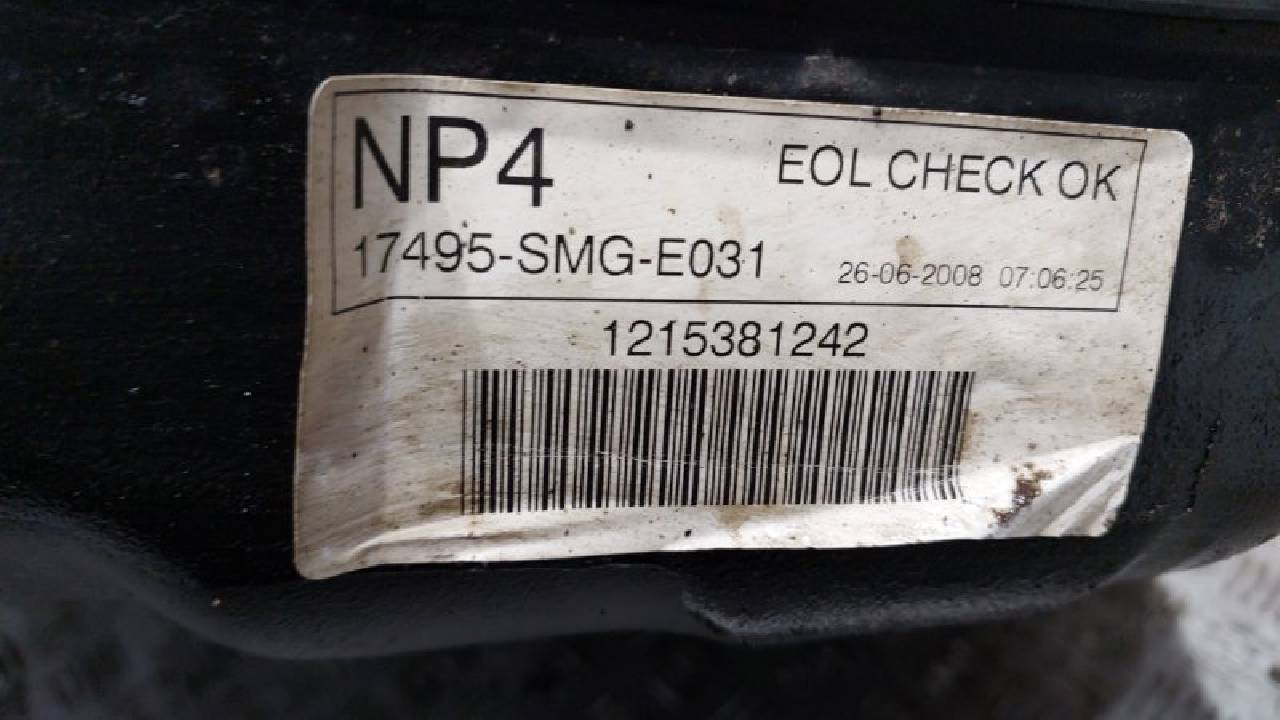 NP4 EOL CHECK OK
17495-SMG-E031 26-06-2008 07:06:25
1215381242